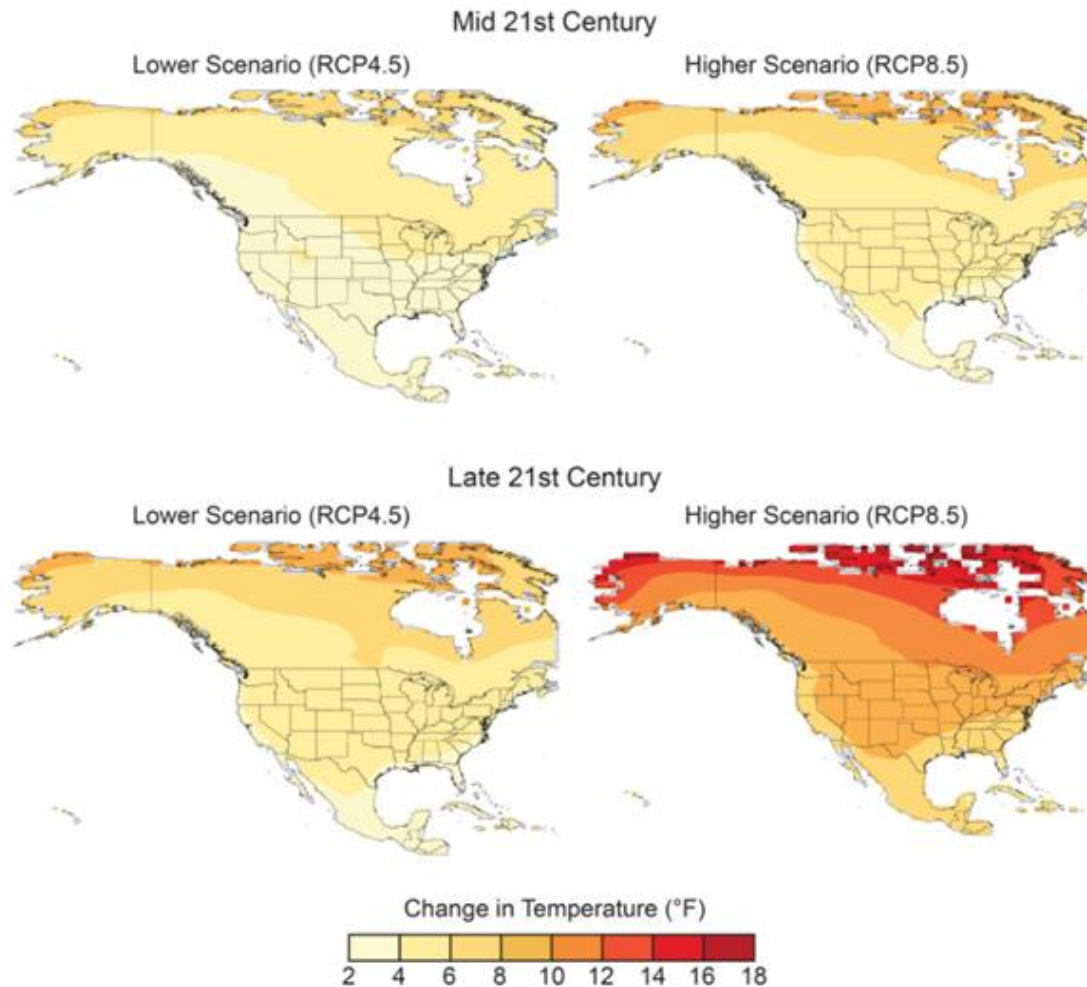 Mid 21st Century
Lower Scenario (RCP4.5) Higher Scenario (RCP8.5)
Late 21st Century
Lower Scenario (RCP4.5) Higher Scenario (RCP8.5)
Change in Temperature (°F)
2 4 6 8 10 12 14 16 18